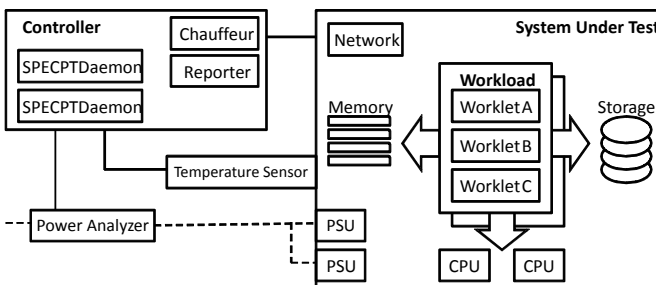 Controller
Chauffeur
SPECPTDaemon
Reporter
SPECPTDaemon
Temperature Sensor
Power Analyzer
System Under Test
Network
Workload
Memory
Worklet A
Storage
Worklet B
Worklet C
PSU
PSU
CPU
CPU